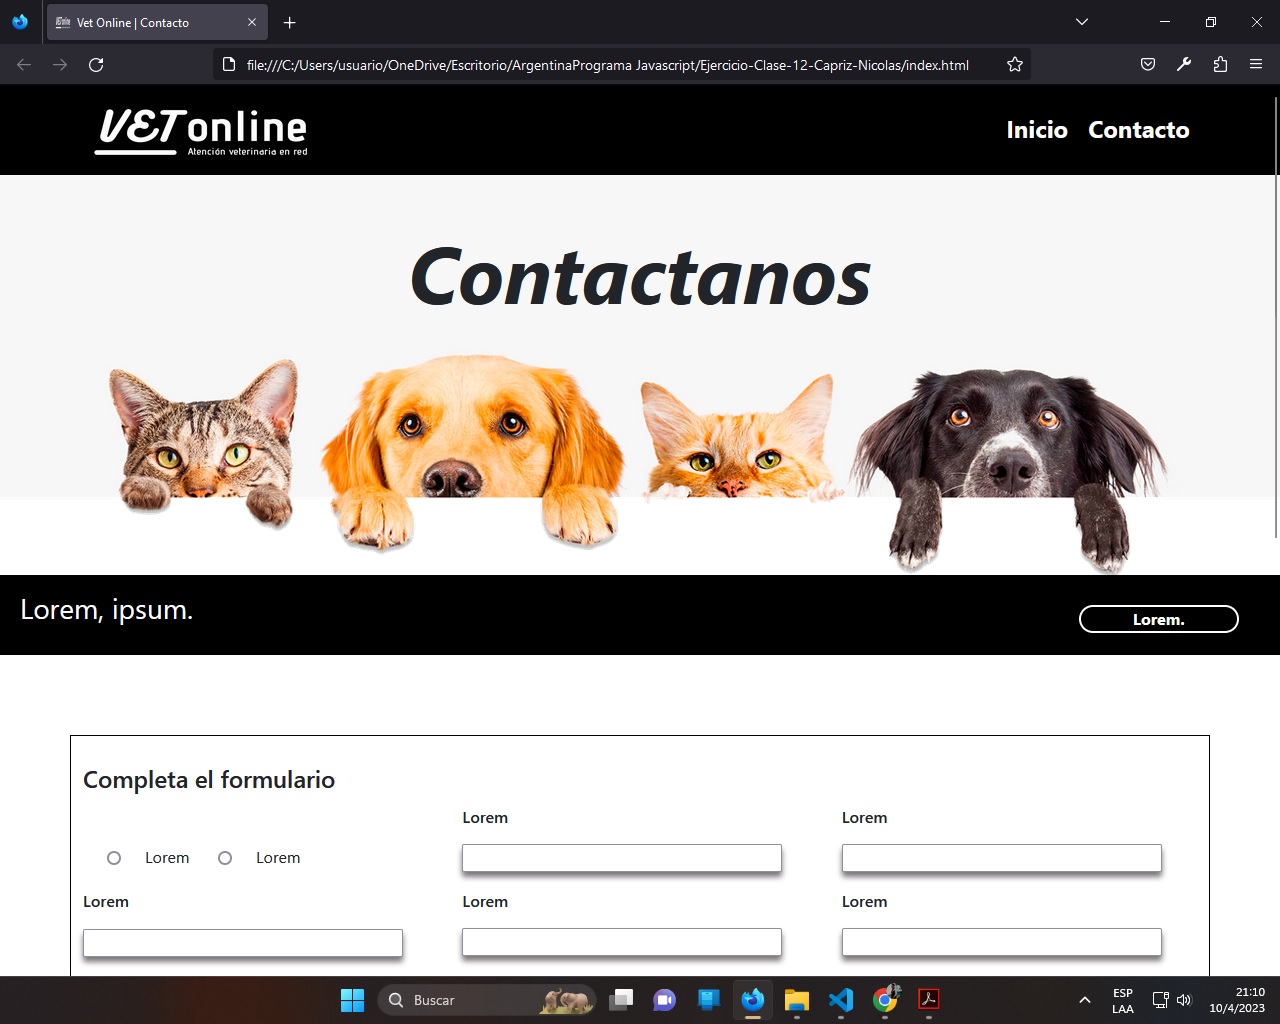 Vet Online | Contacto
file:///C:/Users/usuario/OneDrive/Escritorio/ArgentinaPrograma Javascript/Ejercicio-Clase-12-Capriz-Nicolas/index.html
VET online
Atención veterinaria en red
Inicio Contacto
Contactanos
Lorem, ipsum.
Lorem.
Completa el formulario
Lorem Lorem
Lorem Lorem
Lorem Lorem Lorem
Buscar
ESP
LAA
21:10
10/4/2023